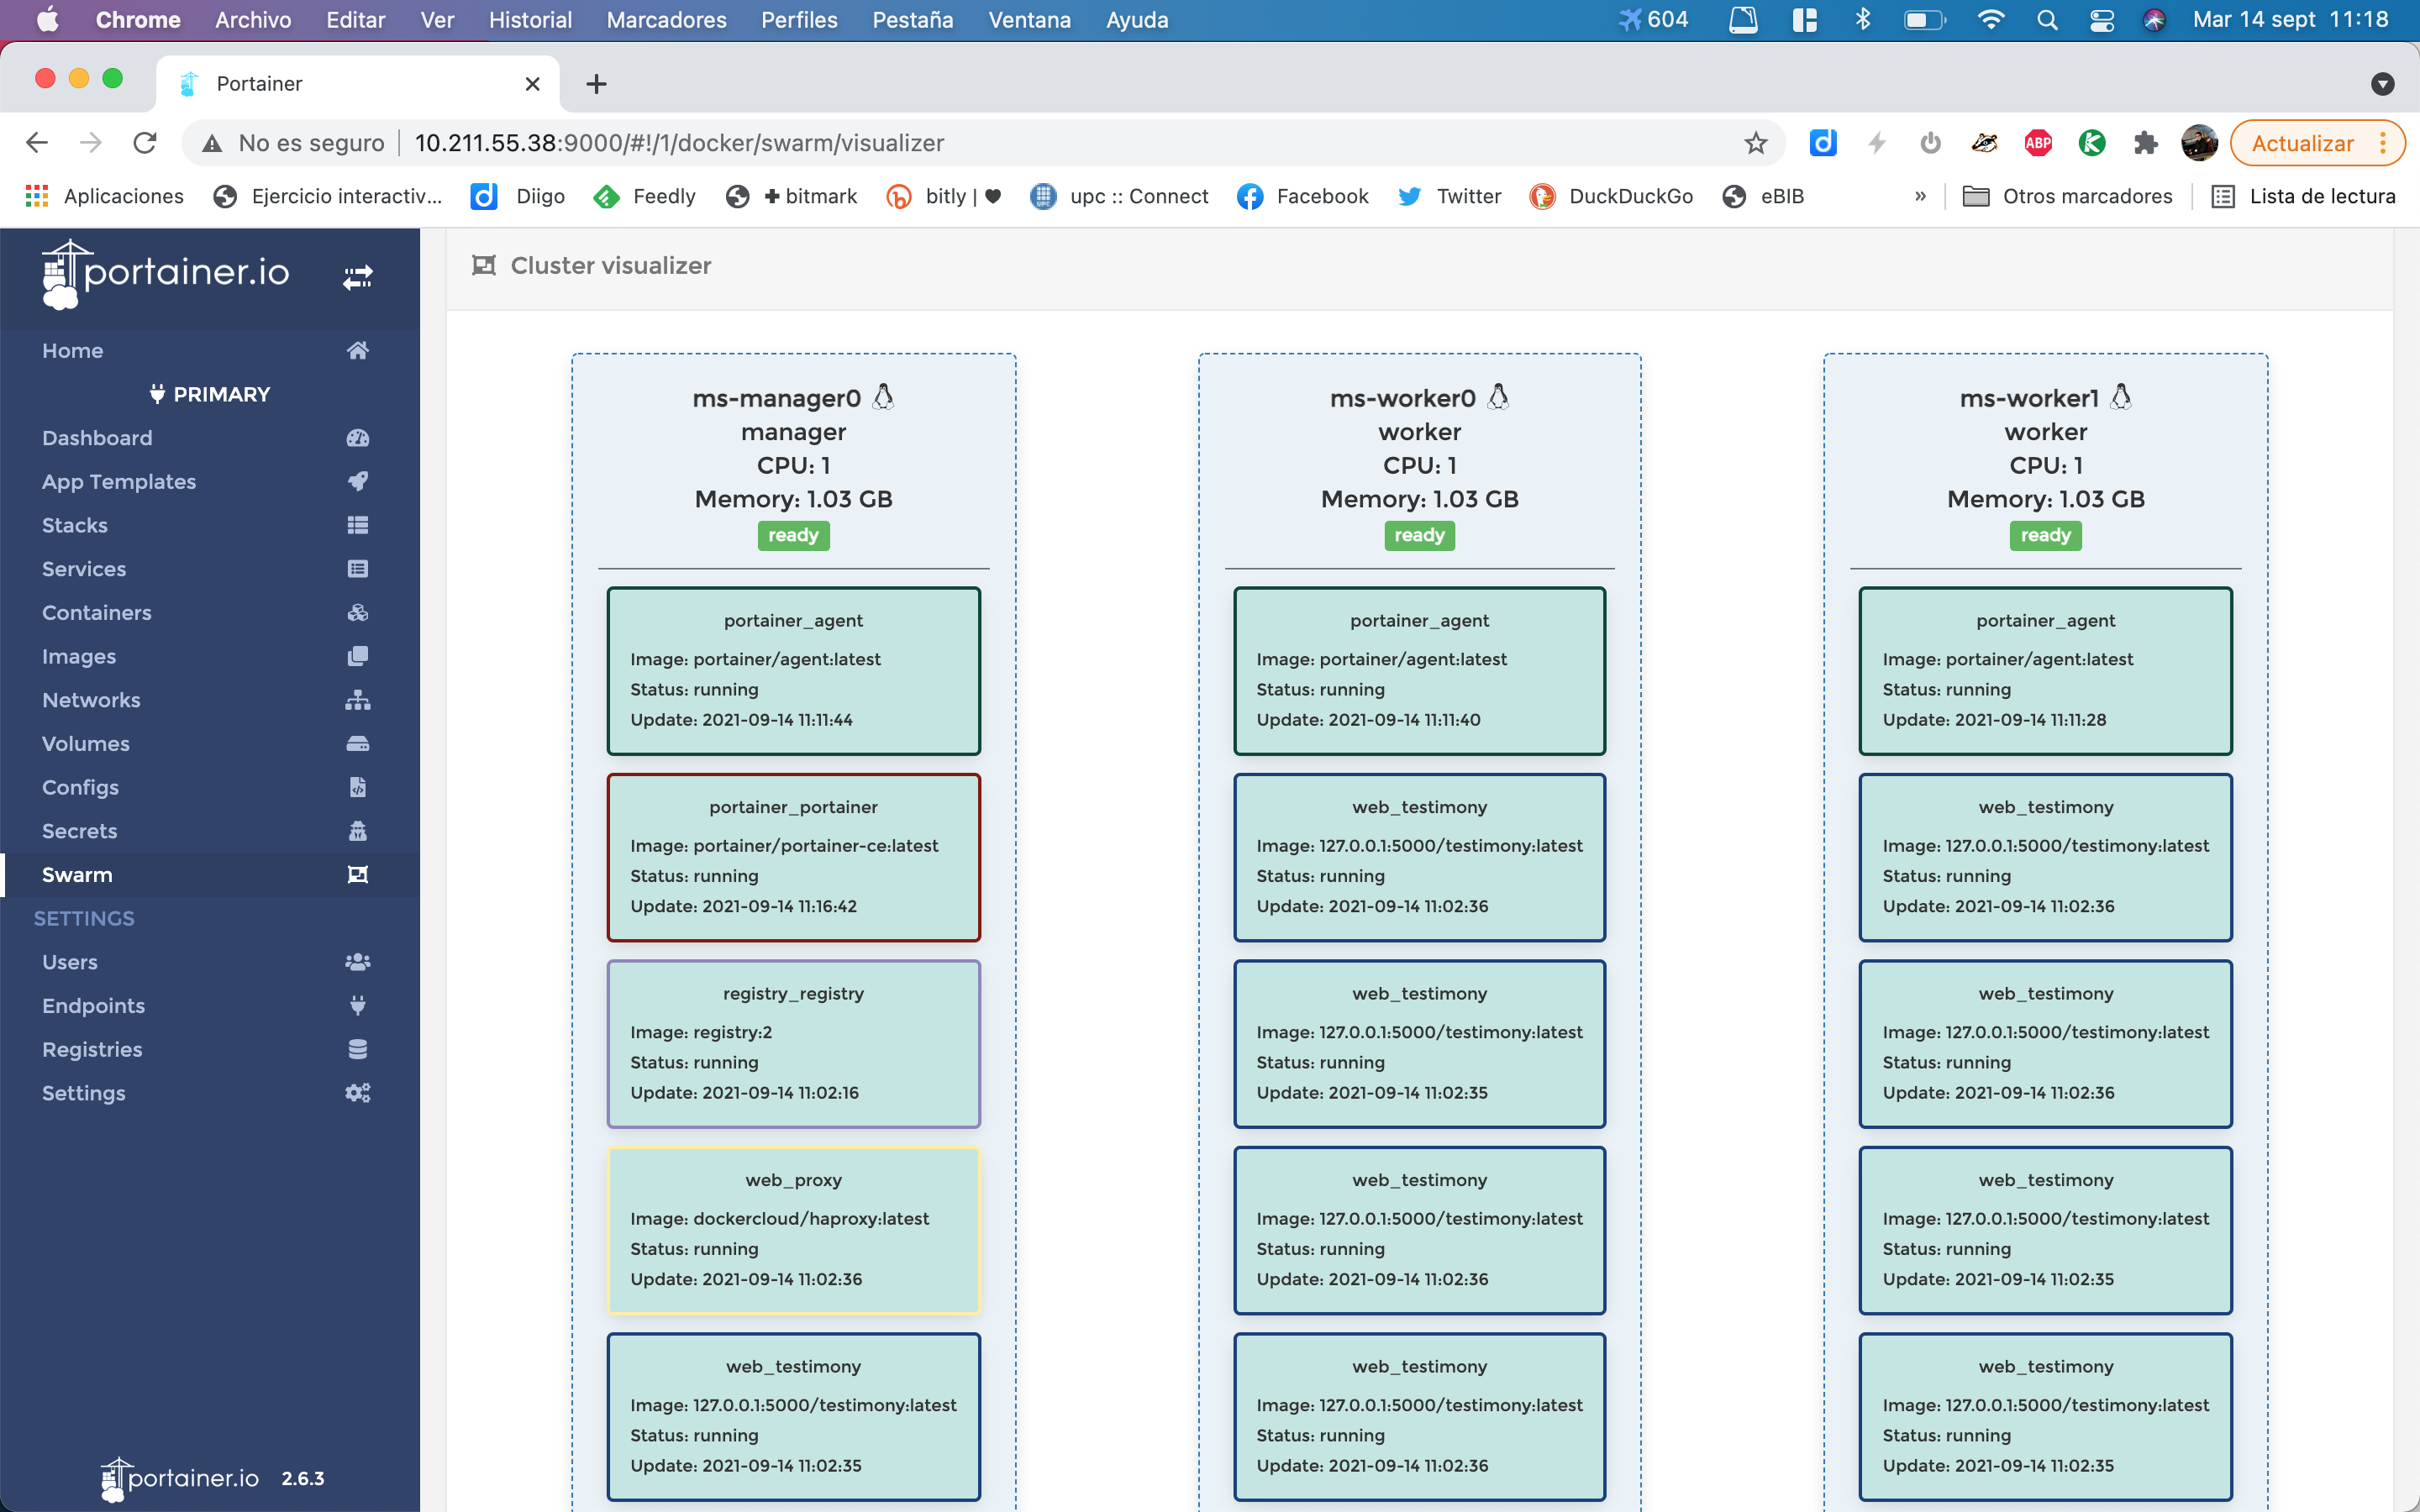 Chrome Archivo Editar Ver Historial Marcadores Perfiles Pestaña Ventana Ayuda 604 Mar 14 sept 11:18
Portainer
No es seguro 10.211.55.38:9000/#!/1/docker/swarm/visualizer Actualizar
Aplicaciones Ejercicio interactiv... Diigo Feedly bitmark bitly | ♥ upc :: Connect Facebook Twitter DuckDuckGo eBIB » Otros marcadores Lista de lectura
portainer.io
Home
PRIMARY
Dashboard
App Templates
Stacks
Services
Containers
Images
Networks
Volumes
Configs
Secrets
Swarm
SETTINGS
Users
Endpoints
Registries
Settings
portainer.io 2.6.3
Cluster visualizer
ms-manager0
manager
CPU: 1
Memory: 1.03 GB
ready
portainer_agent
Image: portainer/agent:latest
Status: running
Update: 2021-09-14 11:11:44
portainer_portainer
Image: portainer/portainer-ce:latest
Status: running
Update: 2021-09-14 11:16:42
registry_registry
Image: registry:2
Status: running
Update: 2021-09-14 11:02:16
web_proxy
Image: dockercloud/haproxy:latest
Status: running
Update: 2021-09-14 11:02:36
web_testimony
Image: 127.0.0.1:5000/testimony:latest
Status: running
Update: 2021-09-14 11:02:35
ms-worker0
worker
CPU: 1
Memory: 1.03 GB
ready
portainer_agent
Image: portainer/agent:latest
Status: running
Update: 2021-09-14 11:11:40
web_testimony
Image: 127.0.0.1:5000/testimony:latest
Status: running
Update: 2021-09-14 11:02:36
web_testimony
Image: 127.0.0.1:5000/testimony:latest
Status: running
Update: 2021-09-14 11:02:35
web_testimony
Image: 127.0.0.1:5000/testimony:latest
Status: running
Update: 2021-09-14 11:02:36
web_testimony
Image: 127.0.0.1:5000/testimony:latest
Status: running
Update: 2021-09-14 11:02:36
ms-worker1
worker
CPU: 1
Memory: 1.03 GB
ready
portainer_agent
Image: portainer/agent:latest
Status: running
Update: 2021-09-14 11:11:28
web_testimony
Image: 127.0.0.1:5000/testimony:latest
Status: running
Update: 2021-09-14 11:02:36
web_testimony
Image: 127.0.0.1:5000/testimony:latest
Status: running
Update: 2021-09-14 11:02:36
web_testimony
Image: 127.0.0.1:5000/testimony:latest
Status: running
Update: 2021-09-14 11:02:35
web_testimony
Image: 127.0.0.1:5000/testimony:latest
Status: running
Update: 2021-09-14 11:02:35